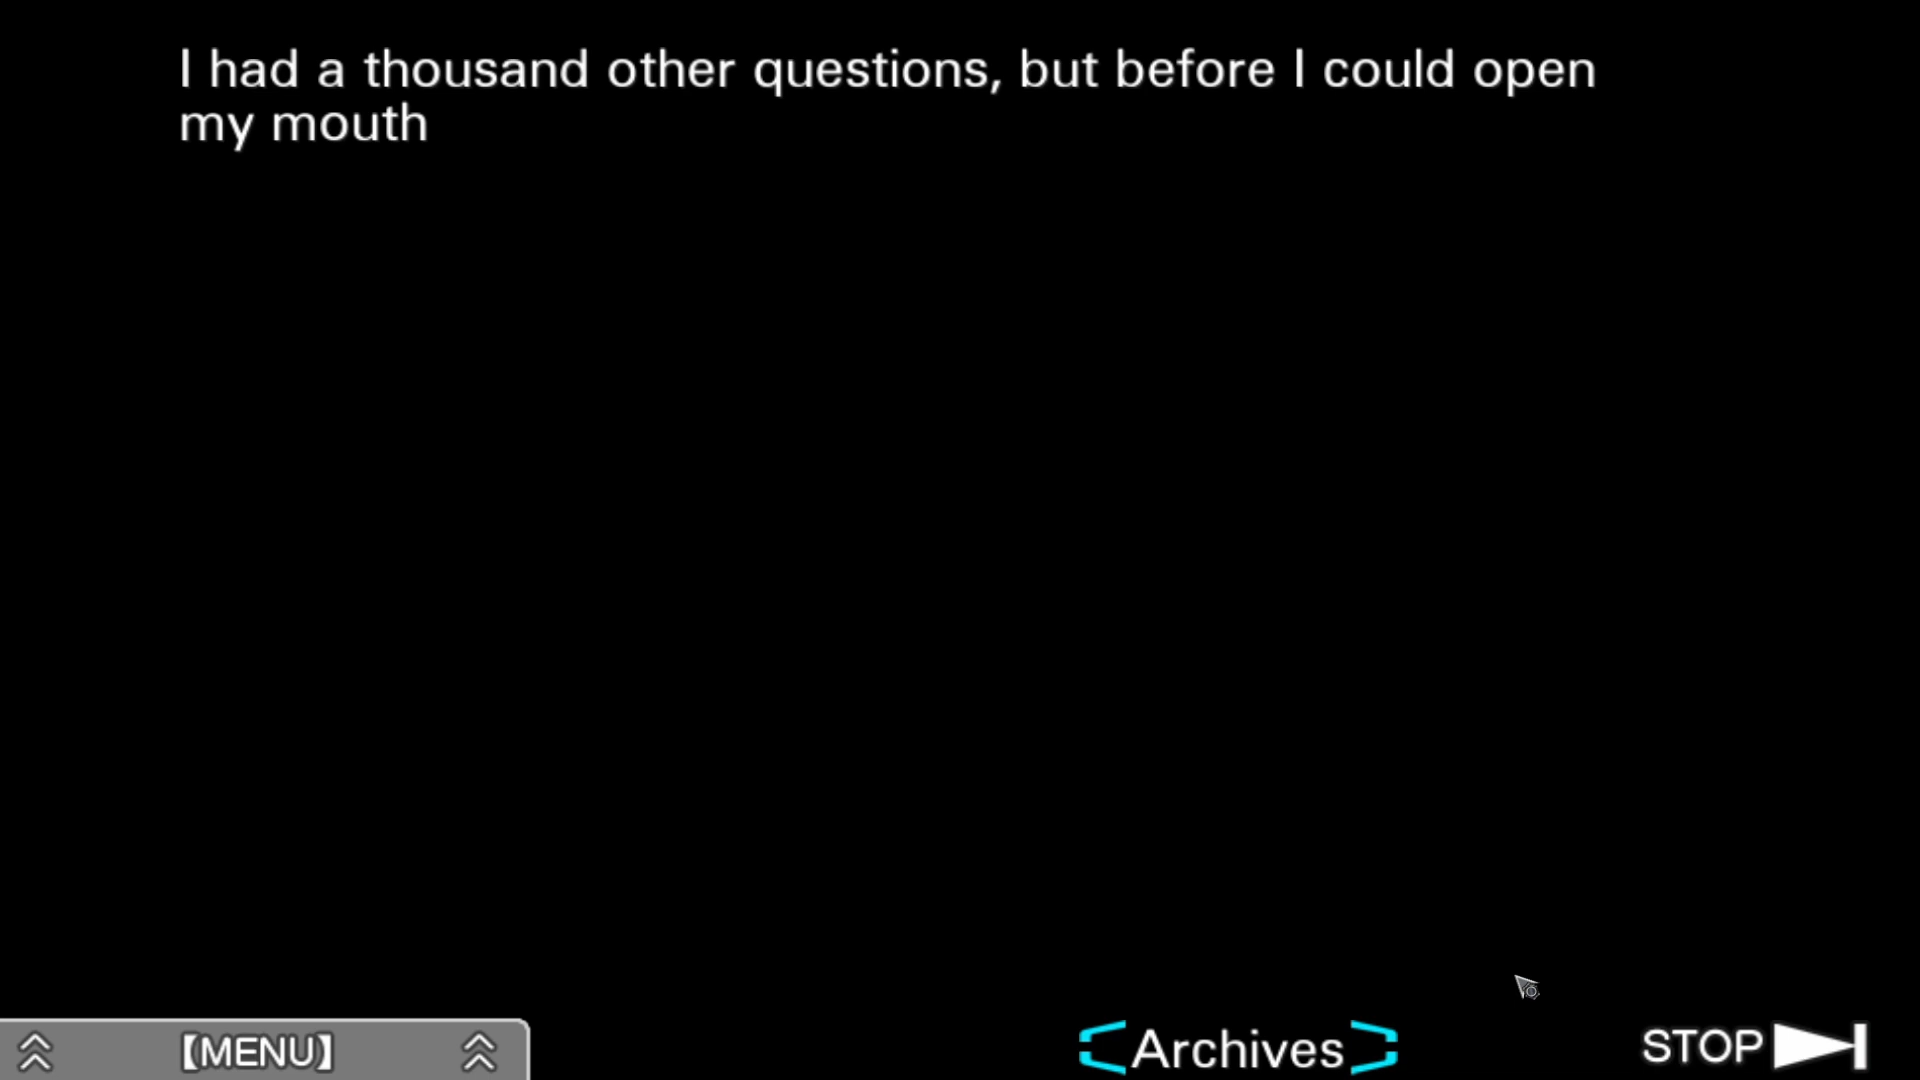 I had a thousand other questions, but before I could open
my mouth
【MENU】
Archives
STOP